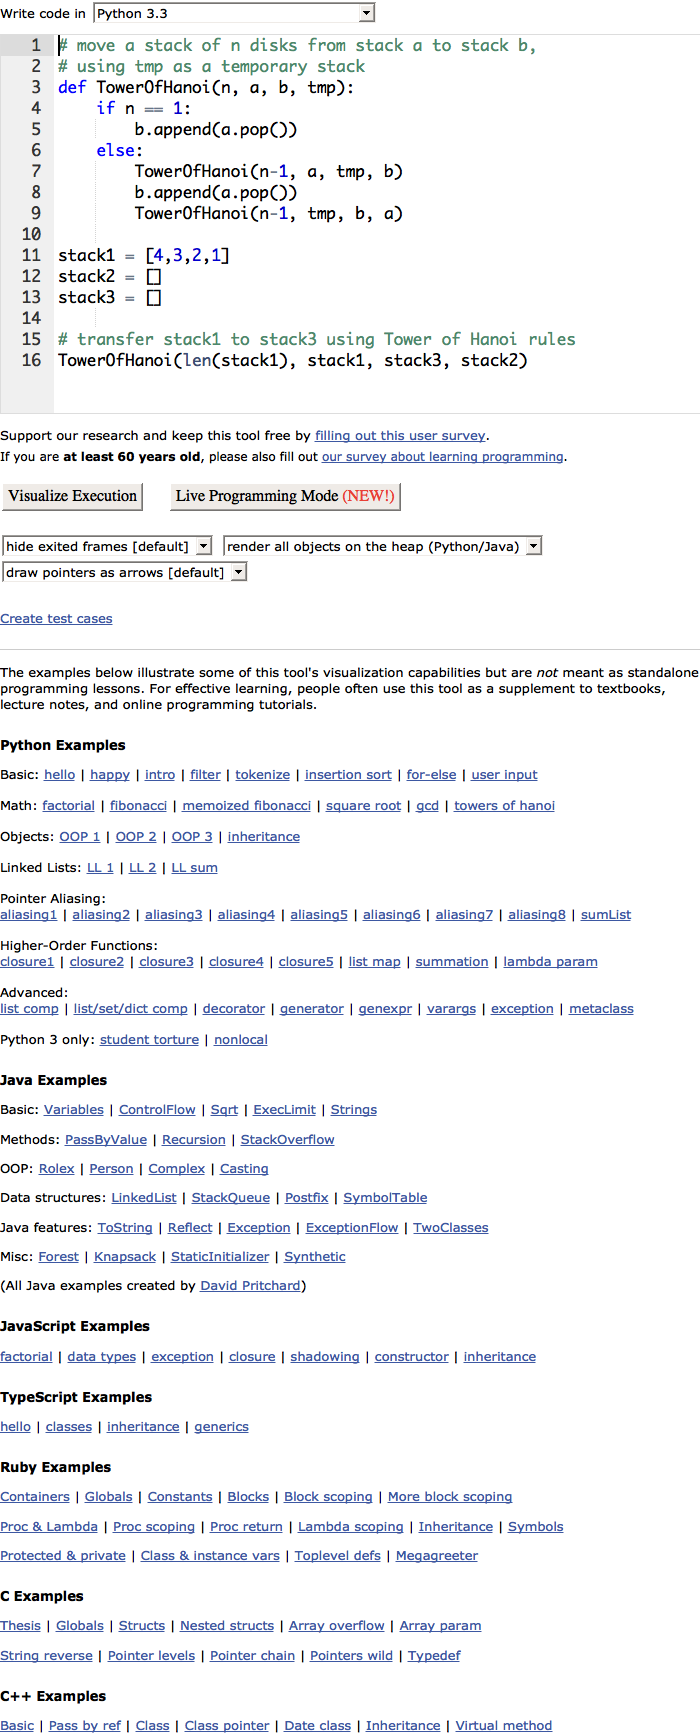 Write code in Python 3.3
1 # move a stack of n disks from stack a to stack b,
2 # using tmp as a temporary stack
3 def TowerOfHanoi(n, a, b, tmp):
4     if n == 1:
5         b.append(a.pop())
6     else:
7         TowerOfHanoi(n-1, a, tmp, b)
8         b.append(a.pop())
9         TowerOfHanoi(n-1, tmp, b, a)
10
11 stack1 = [4,3,2,1]
12 stack2 = []
13 stack3 = []
14
15 # transfer stack1 to stack3 using Tower of Hanoi rules
16 TowerOfHanoi(len(stack1), stack1, stack3, stack2)
Support our research and keep this tool free by filling out this user survey.
If you are at least 60 years old, please also fill out our survey about learning programming.
Visualize Execution Live Programming Mode (NEW!)
hide exited frames [default] render all objects on the heap (Python/Java)
draw pointers as arrows [default]
Create test cases
The examples below illustrate some of this tool's visualization capabilities but are not meant as standalone
programming lessons. For effective learning, people often use this tool as a supplement to textbooks,
lecture notes, and online programming tutorials.
Python Examples
Basic: hello | happy | intro | filter | tokenize | insertion sort | for-else | user input
Math: factorial | fibonacci | memoized fibonacci | square root | gcd | towers of hanoi
Objects: OOP 1 | OOP 2 | OOP 3 | inheritance
Linked Lists: LL 1 | LL 2 | LL sum
Pointer Aliasing:
aliasing1 | aliasing2 | aliasing3 | aliasing4 | aliasing5 | aliasing6 | aliasing7 | aliasing8 | sumList
Higher-Order Functions:
closure1 | closure2 | closure3 | closure4 | closure5 | list map | summation | lambda param
Advanced:
list comp | list/set/dict comp | decorator | generator | genexpr | varargs | exception | metaclass
Python 3 only: student torture | nonlocal
Java Examples
Basic: Variables | ControlFlow | Sqrt | ExecLimit | Strings
Methods: PassByValue | Recursion | StackOverflow
OOP: Rolex | Person | Complex | Casting
Data structures: LinkedList | StackQueue | Postfix | SymbolTable
Java features: ToString | Reflect | Exception | ExceptionFlow | TwoClasses
Misc: Forest | Knapsack | StaticInitializer | Synthetic
(All Java examples created by David Pritchard)
JavaScript Examples
factorial | data types | exception | closure | shadowing | constructor | inheritance
TypeScript Examples
hello | classes | inheritance | generics
Ruby Examples
Containers | Globals | Constants | Blocks | Block scoping | More block scoping
Proc & Lambda | Proc scoping | Proc return | Lambda scoping | Inheritance | Symbols
Protected & private | Class & instance vars | Toplevel defs | Megagreeter
C Examples
Thesis | Globals | Structs | Nested structs | Array overflow | Array param
String reverse | Pointer levels | Pointer chain | Pointers wild | Typedef
C++ Examples
Basic | Pass by ref | Class | Class pointer | Date class | Inheritance | Virtual method